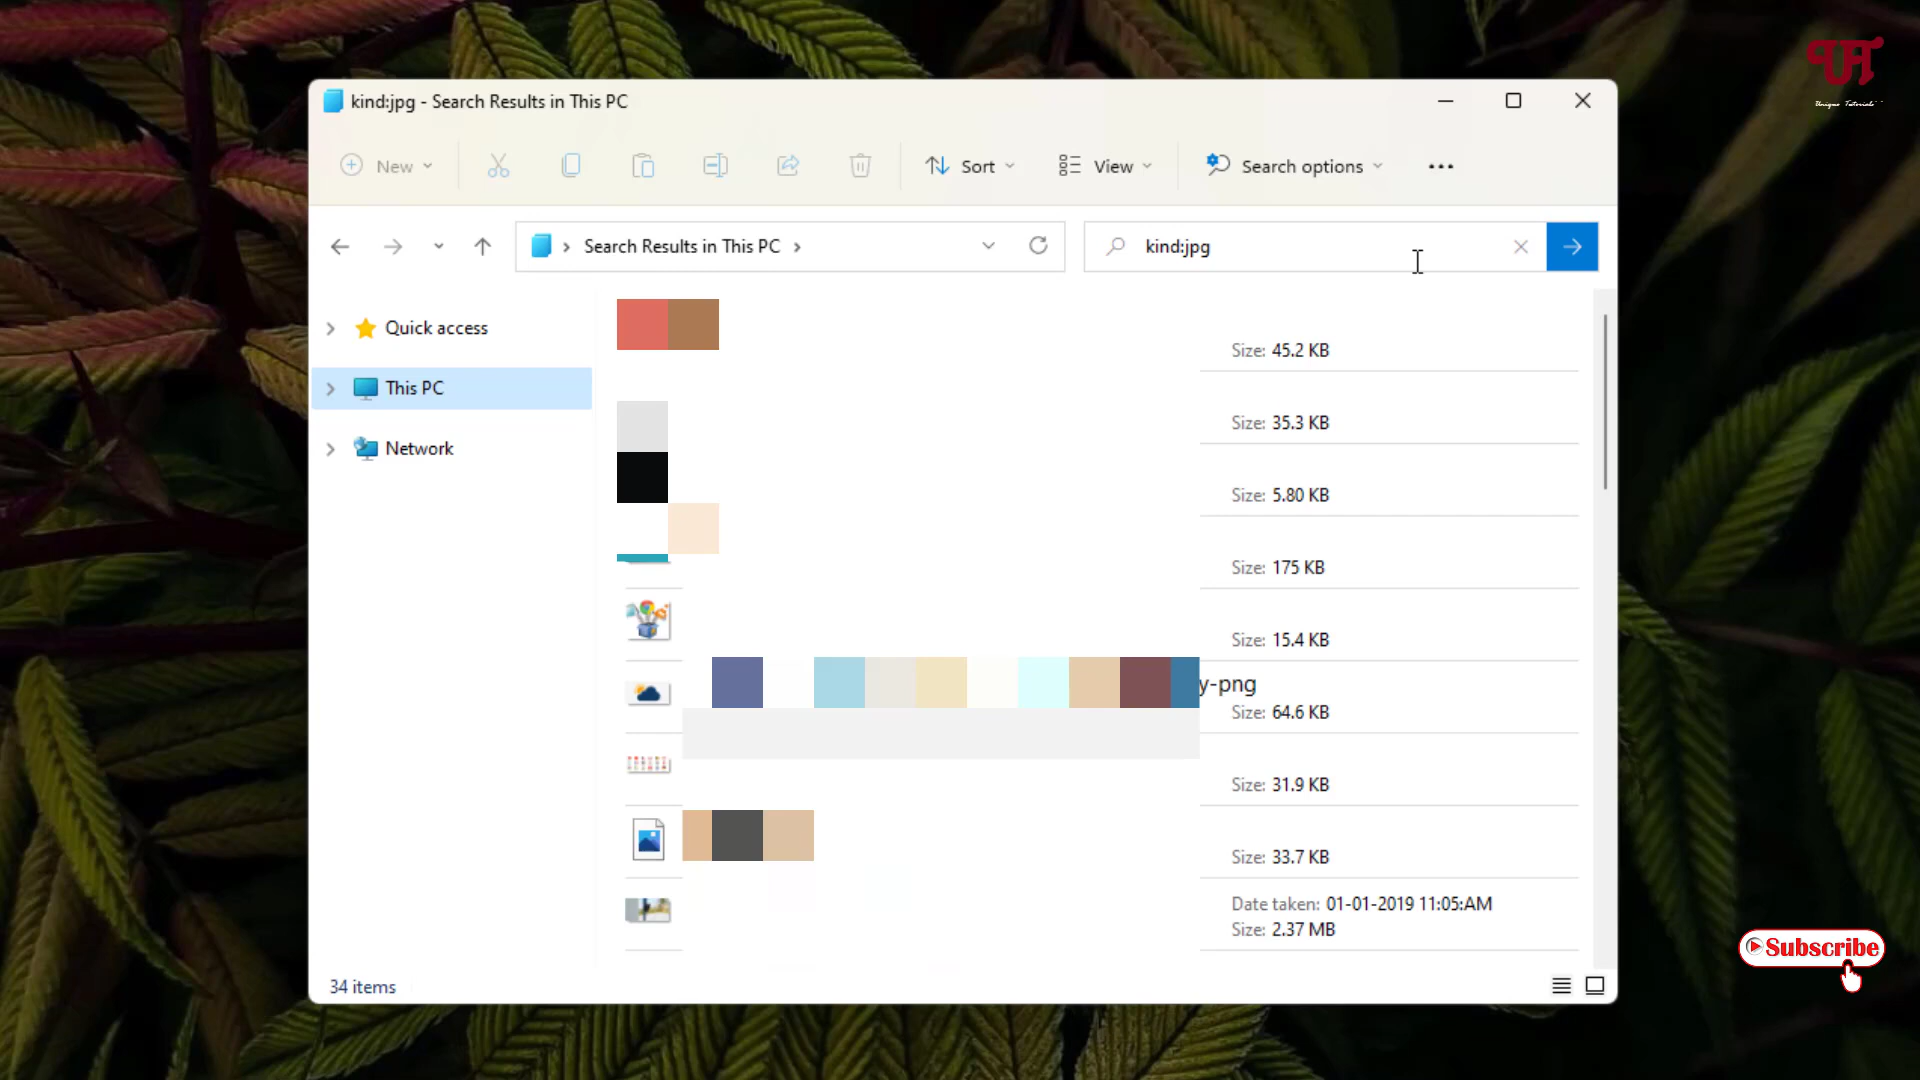 Unique Tutorials
kind:jpg - Search Results in This PC
New
Sort
View
Search options
Search Results in This PC
kind:jpg
Quick access
This PC
Network
Size: 45.2 KB
Size: 35.3 KB
Size: 5.80 KB
Size: 175 KB
Size: 15.4 KB
y-png
Size: 64.6 KB
Size: 31.9 KB
Size: 33.7 KB
Date taken: 01-01-2019 11:05:AM
Size: 2.37 MB
Subscribe
34 items